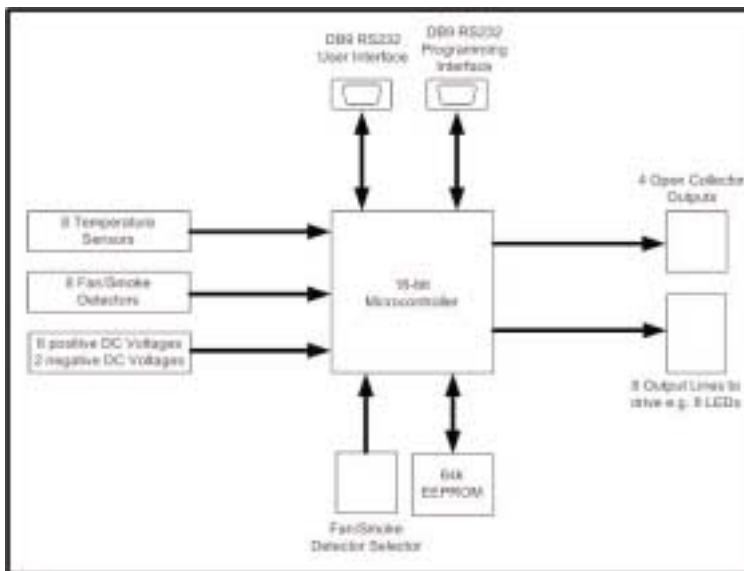 DB9 RS232
User Interface
DB9 RS232
Programming
Interface
4 Open Collector
Outputs
8 Temperature
Sensors
8 Fan/Smoke
Detectors
16-bit
Microcontroller
positive DC Voltages
2 negative DC Voltages
8 Output Lines to
drive e.g. 8 LEDs
64k
EEPROM
Fan/Smoke
Detector Selector